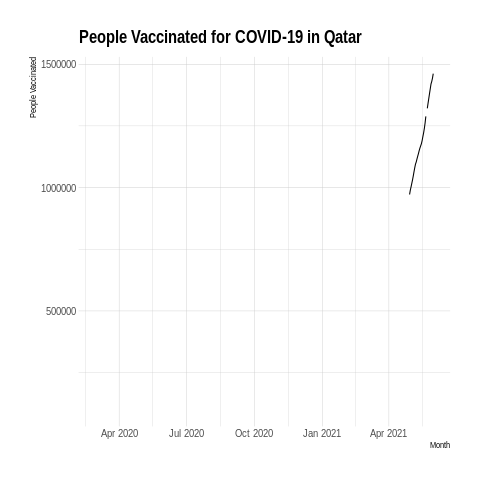 People Vaccinated for COVID-19 in Qatar
People Vaccinated
1500000
1000000
500000
Apr 2020 Jul 2020 Oct 2020 Jan 2021 Apr 2021
Month